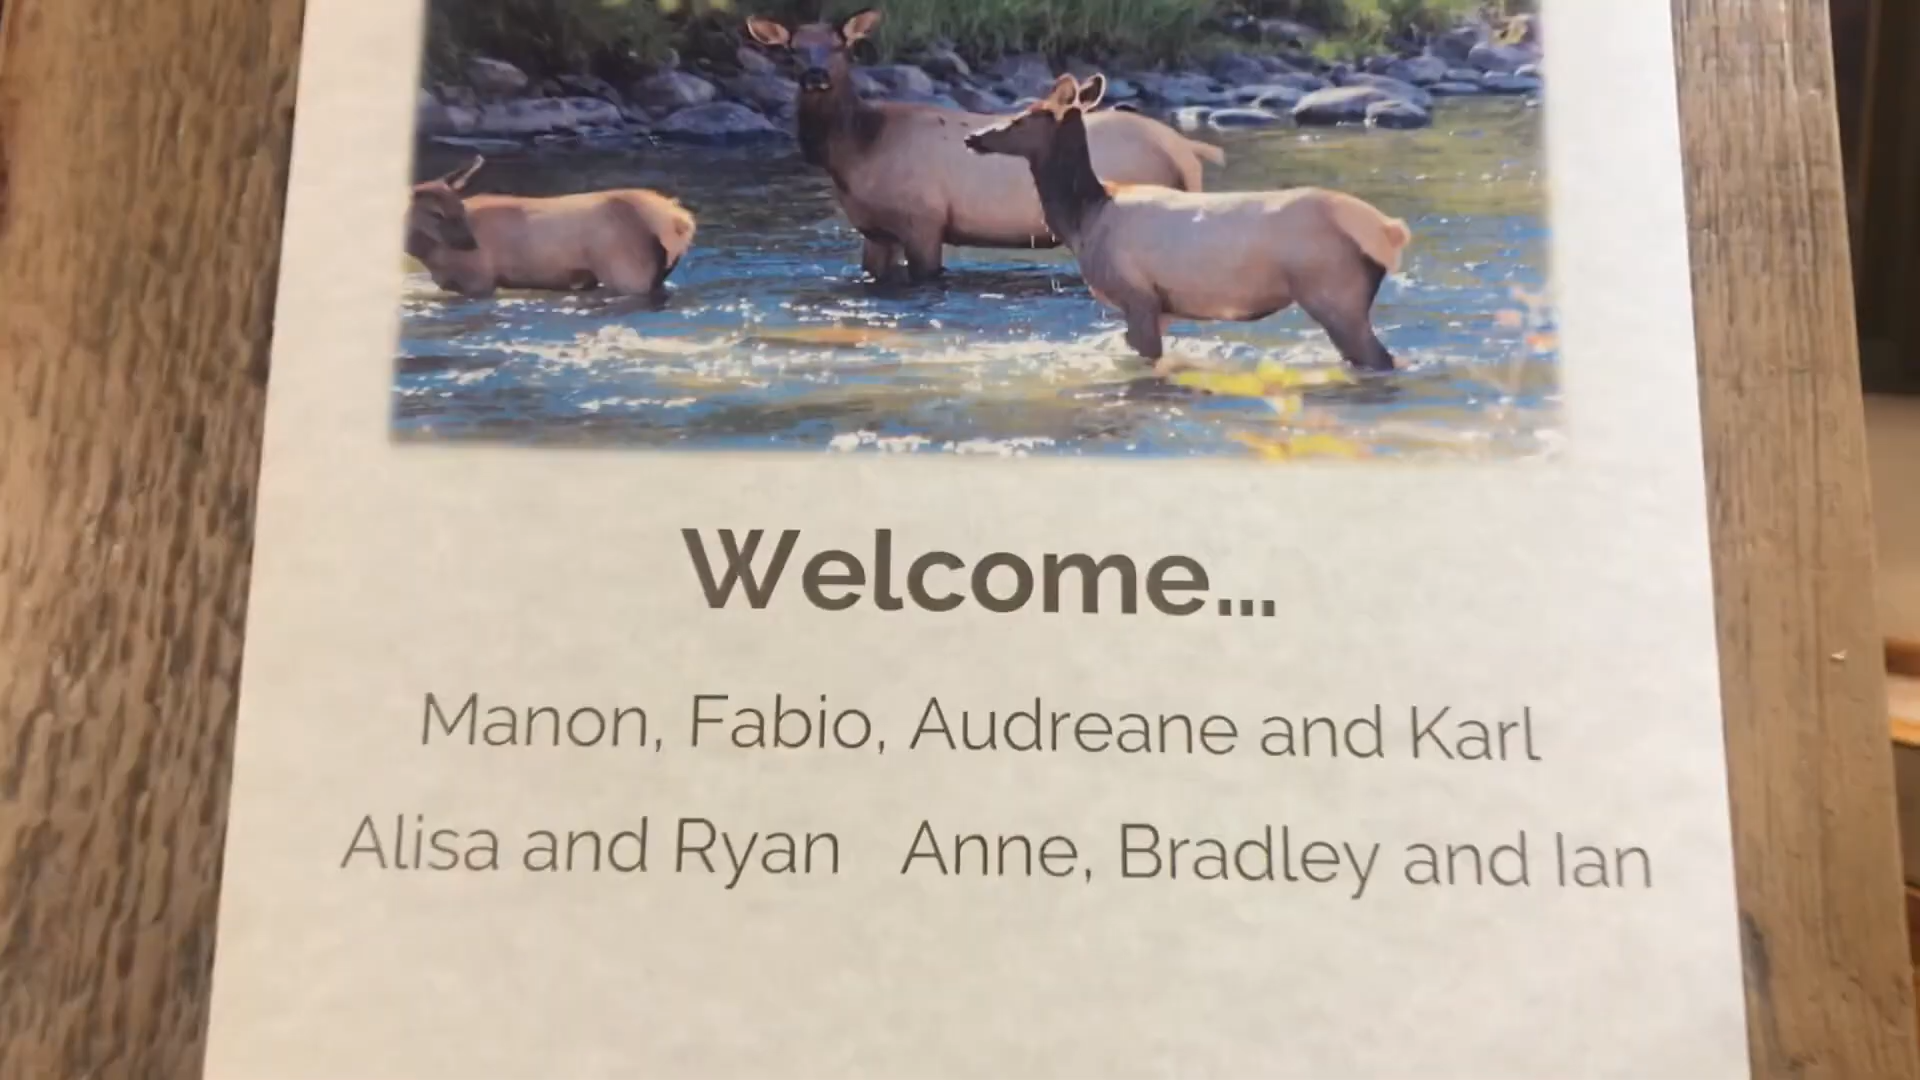 Welcome...
Manon, Fabio, Audreane and Karl
Alisa and Ryan Anne, Bradley and Ian